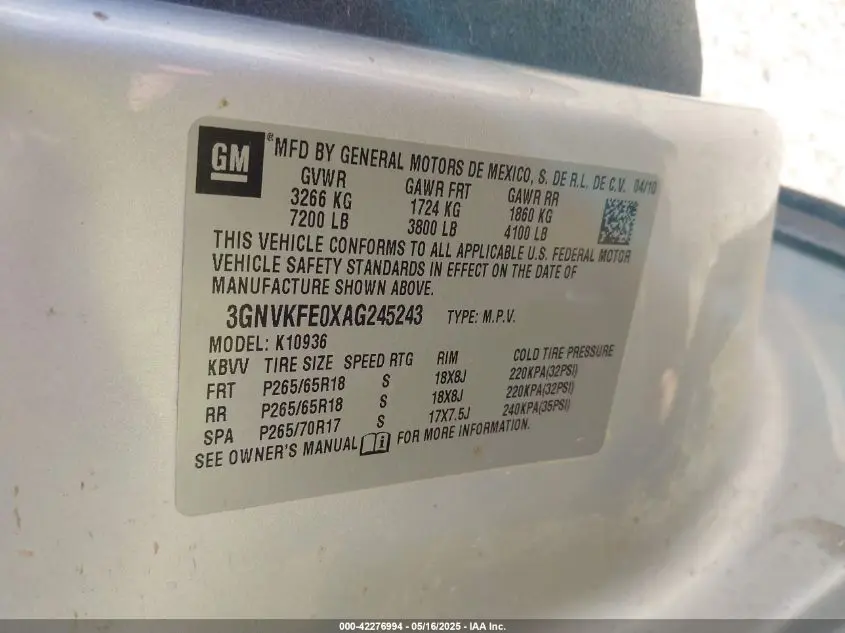 GM
®MFD BY GENERAL MOTORS DE MEXICO, S. DE R.L. DE C.V. 04/10
GVWR GAWR FRT GAWR RR
3266 KG 1724 KG 1860 KG
7200 LB 3800 LB 4100 LB
THIS VEHICLE CONFORMS TO ALL APPLICABLE U.S. FEDERAL MOTOR
VEHICLE SAFETY STANDARDS IN EFFECT ON THE DATE OF
MANUFACTURE SHOWN ABOVE.
3GNVKFE0XAG245243 TYPE: M.P.V.
MODEL: K10936
KBVV TIRE SIZE SPEED RTG RIM COLD TIRE PRESSURE
FRT P265/65R18 S 18X8J 220KPA(32PSI)
RR P265/65R18 S 18X8J 220KPA(32PSI)
SPA P265/70R17 S 17X7.5J 240KPA(35PSI)
SEE OWNER'S MANUAL i FOR MORE INFORMATION.
000-42276994 - 05/16/2025 - IAA Inc.